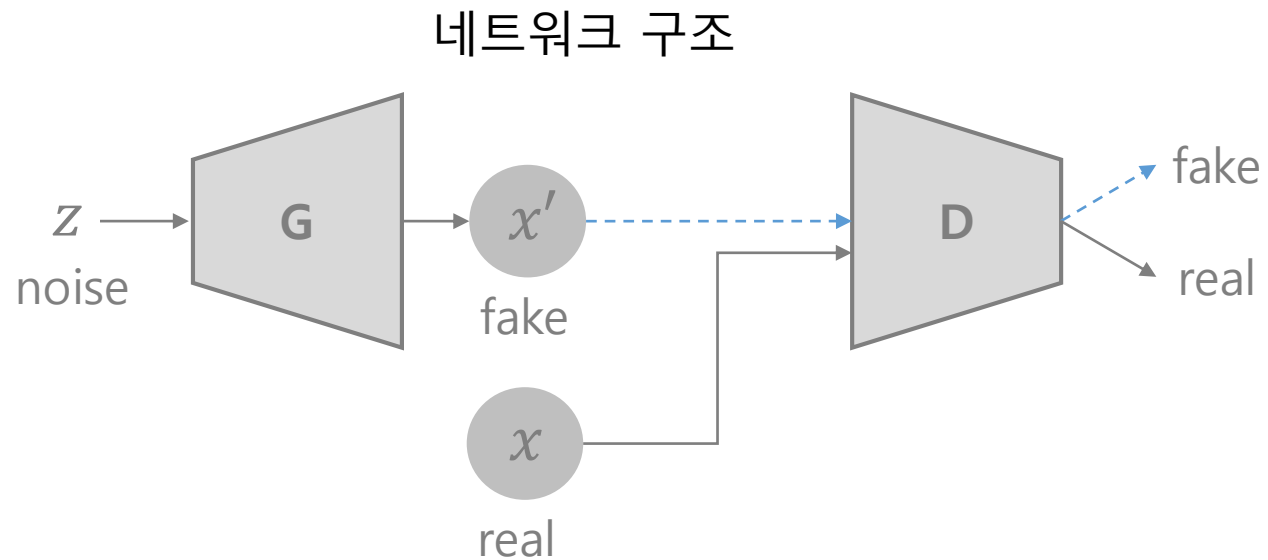 네트워크 구조
z
noise
G
x′
fake
x
real
D
fake
real